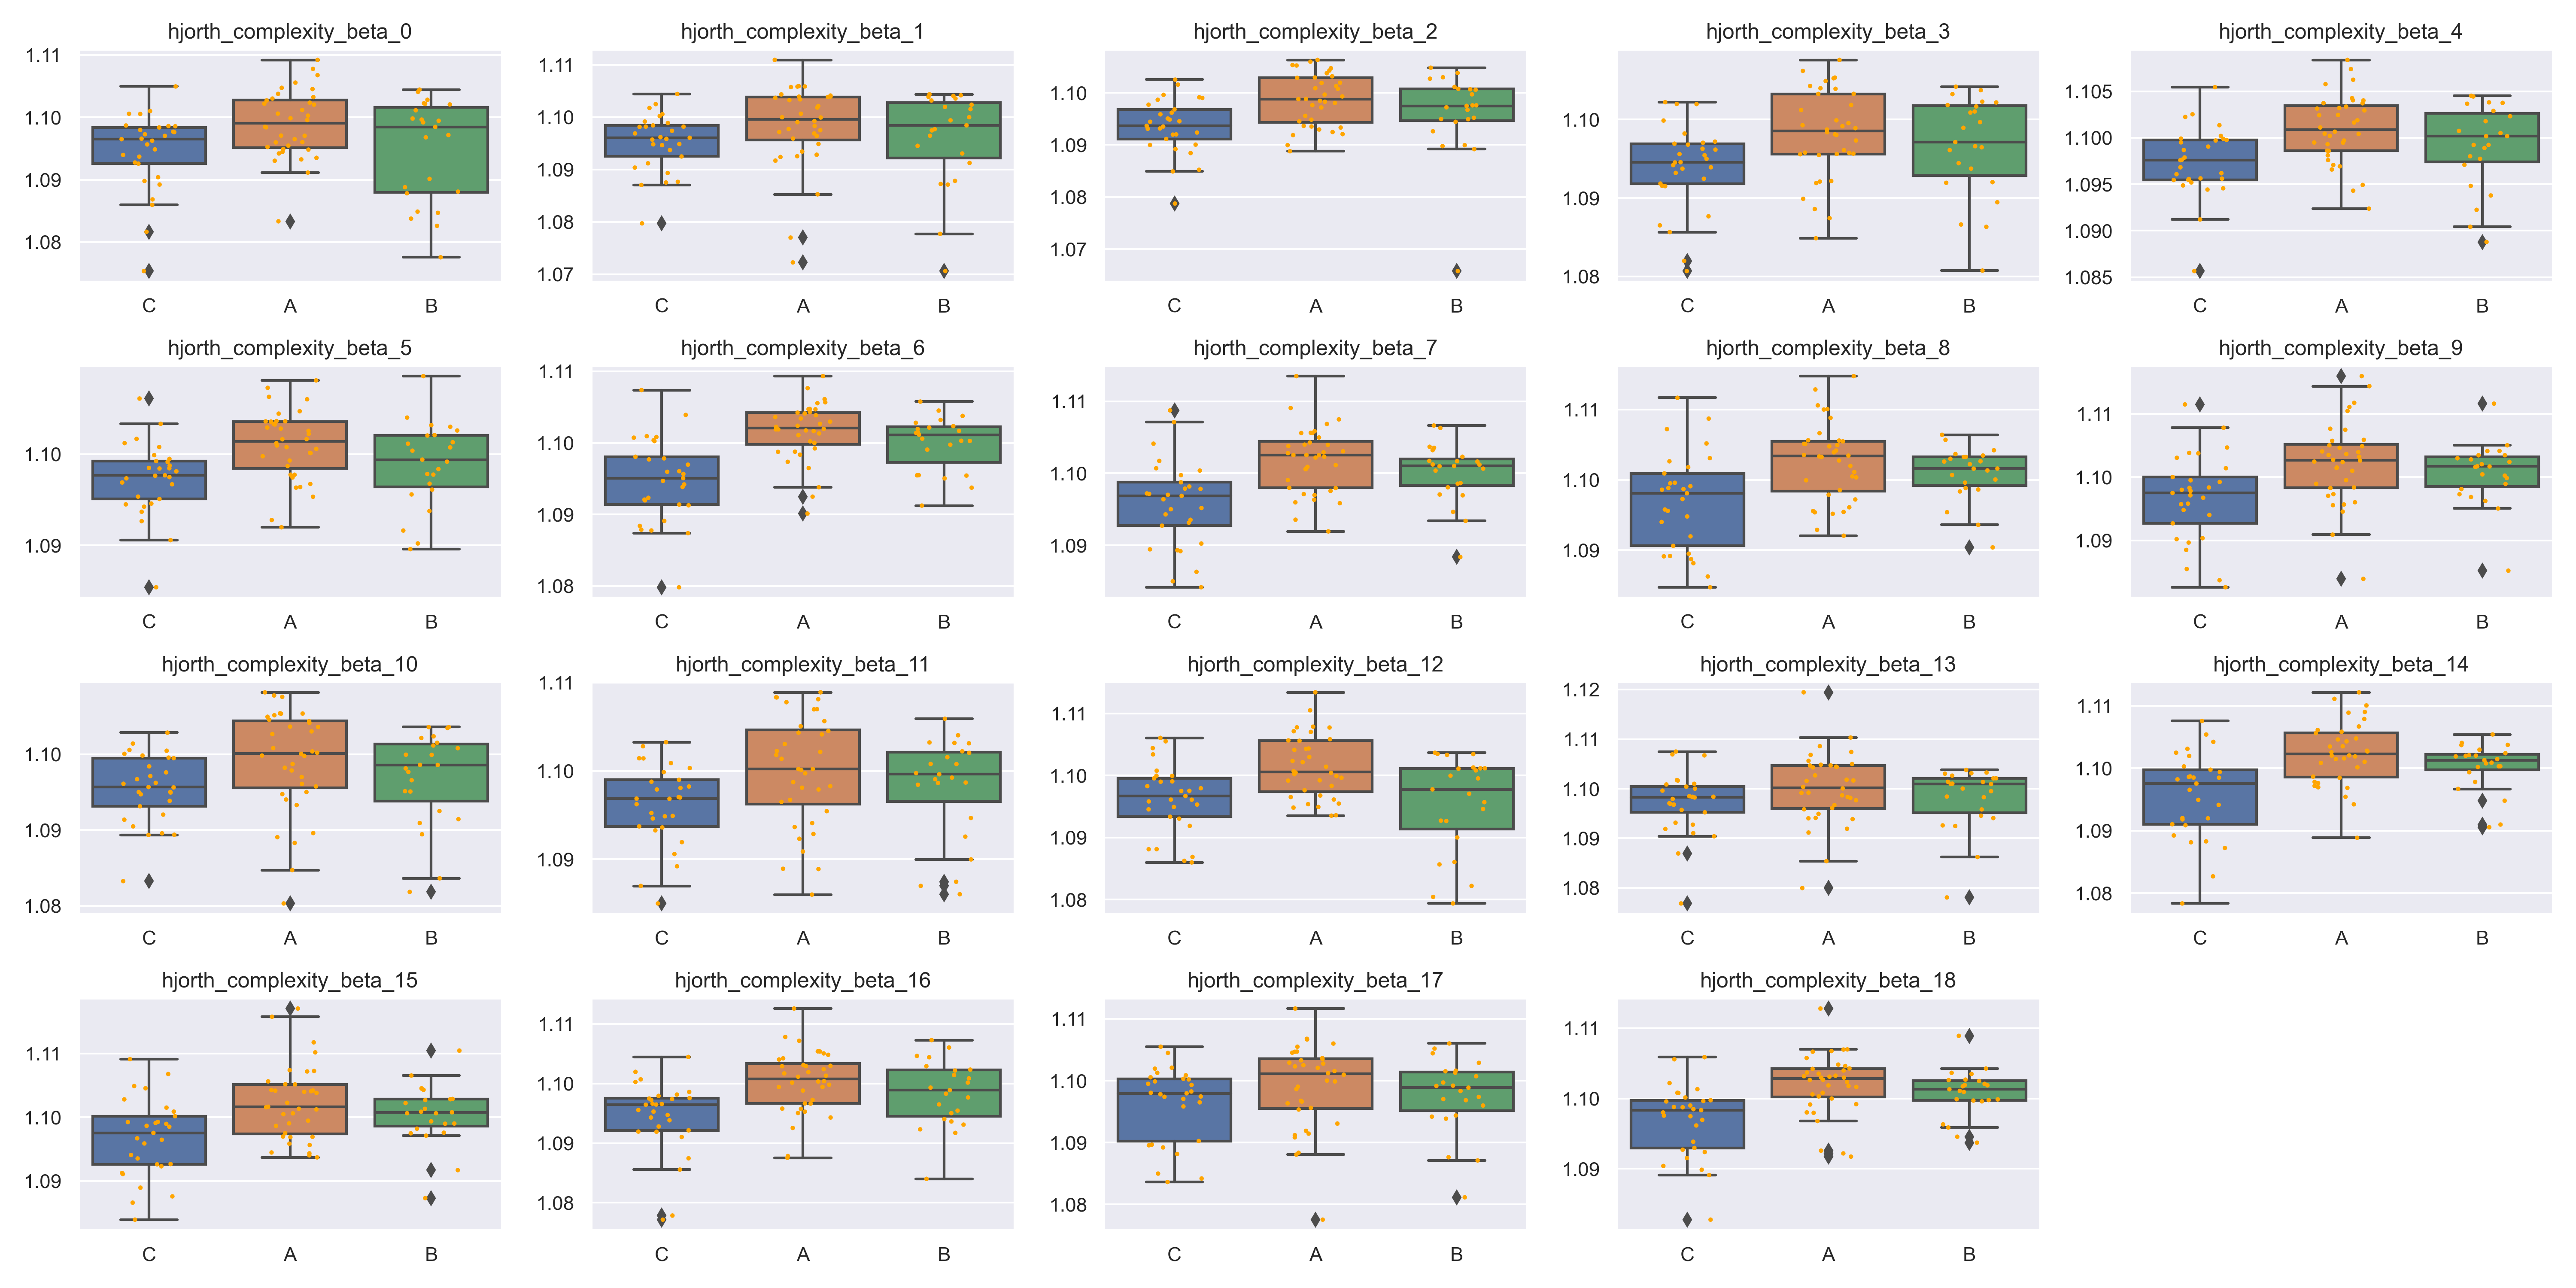 hjorth_complexity_beta_0
1.11
1.10
1.09
1.08
C A B
hjorth_complexity_beta_1
1.11
1.10
1.09
1.08
1.07
C A B
hjorth_complexity_beta_2
1.10
1.09
1.08
1.07
C A B
hjorth_complexity_beta_3
1.10
1.09
1.08
C A B
hjorth_complexity_beta_4
1.105
1.100
1.095
1.090
1.085
C A B
hjorth_complexity_beta_5
1.10
1.09
C A B
hjorth_complexity_beta_6
1.11
1.10
1.09
1.08
C A B
hjorth_complexity_beta_7
1.11
1.10
1.09
C A B
hjorth_complexity_beta_8
1.11
1.10
1.09
C A B
hjorth_complexity_beta_9
1.11
1.10
1.09
C A B
hjorth_complexity_beta_10
1.10
1.09
1.08
C A B
hjorth_complexity_beta_11
1.11
1.10
1.09
C A B
hjorth_complexity_beta_12
1.11
1.10
1.09
1.08
C A B
hjorth_complexity_beta_13
1.12
1.11
1.10
1.09
1.08
C A B
hjorth_complexity_beta_14
1.11
1.10
1.09
1.08
C A B
hjorth_complexity_beta_15
1.11
1.10
1.09
C A B
hjorth_complexity_beta_16
1.11
1.10
1.09
1.08
C A B
hjorth_complexity_beta_17
1.11
1.10
1.09
1.08
C A B
hjorth_complexity_beta_18
1.11
1.10
1.09
C A B